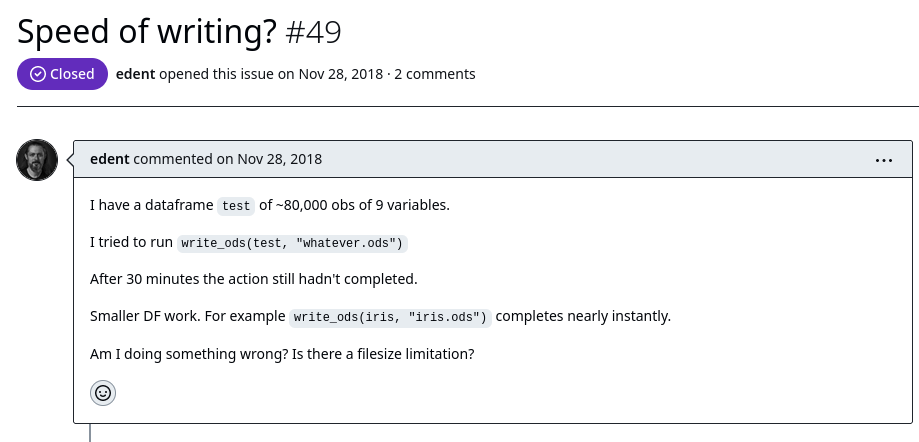 Speed of writing? #49
Closed edent opened this issue on Nov 28, 2018 · 2 comments
edent commented on Nov 28, 2018
I have a dataframe test of ~80,000 obs of 9 variables.
I tried to run write_ods(test, "whatever.ods")
After 30 minutes the action still hadn't completed.
Smaller DF work. For example write_ods(iris, "iris.ods") completes nearly instantly.
Am I doing something wrong? Is there a filesize limitation?